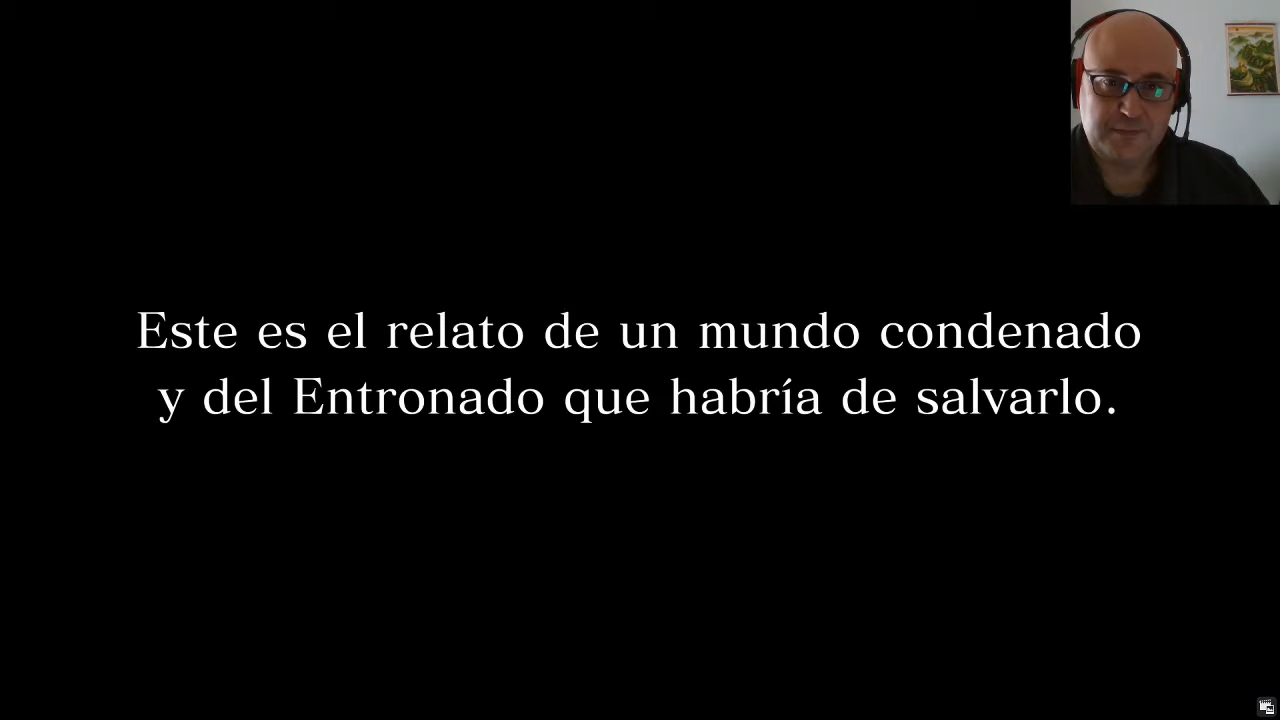 Este es el relato de un mundo condenado
y del Entronado que habría de salvarlo.